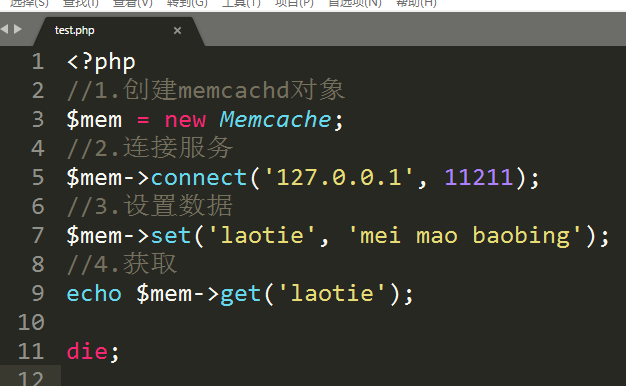 选择(S) 查找(I) 查看(V) 转到(G) 工具(T) 项目(P) 首选项(N) 帮助(H)
test.php
1 <?php
2 //1.创建memcachd对象
3 $mem = new Memcache;
4 //2.连接服务
5 $mem->connect('127.0.0.1', 11211);
6 //3.设置数据
7 $mem->set('laotie', 'mei mao baobing');
8 //4.获取
9 echo $mem->get('laotie');
10
11 die;
12